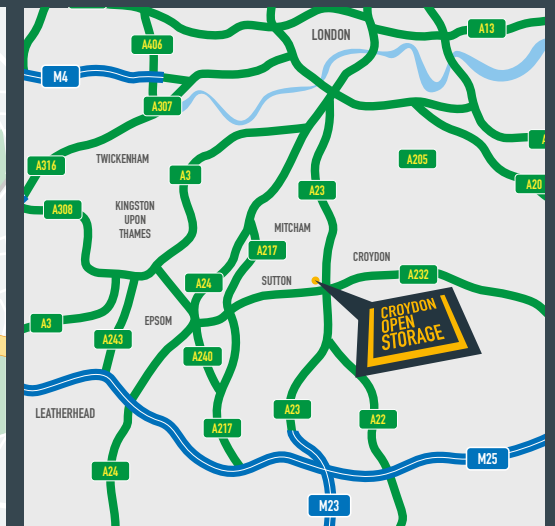 A13
LONDON
A406
M4
A307
A205
TWICKENHAM
A316
A3
A20
A23
A308
KINGSTON
UPON
THAMES
MITCHAM
A217
CROYDON
A232
SUTTON
A24
CROYDON
OPEN
STORAGE
A3
EPSOM
A243
A240
LEATHERHEAD
A23
A22
A217
M25
A24
M23